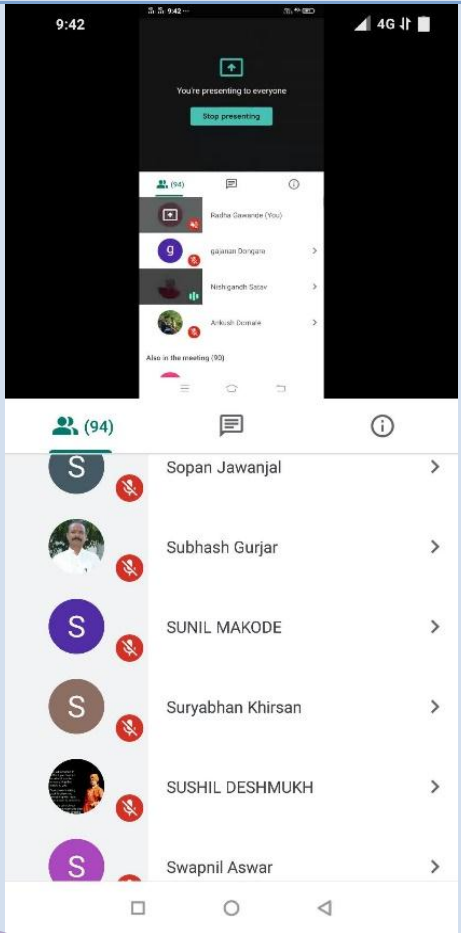 9:42
4G
9:42
You're presenting to everyone
Stop presenting
(94)
Radha Gawande (You)
g
gajanan Dongare
Nishigandh Satav
Ankush Domale
Also in the meeting (90)
(94)
S
Sopan Jawanjal
Subhash Gurjar
S
SUNIL MAKODE
S
Suryabhan Khirsan
SUSHIL DESHMUKH
S
Swapnil Aswar